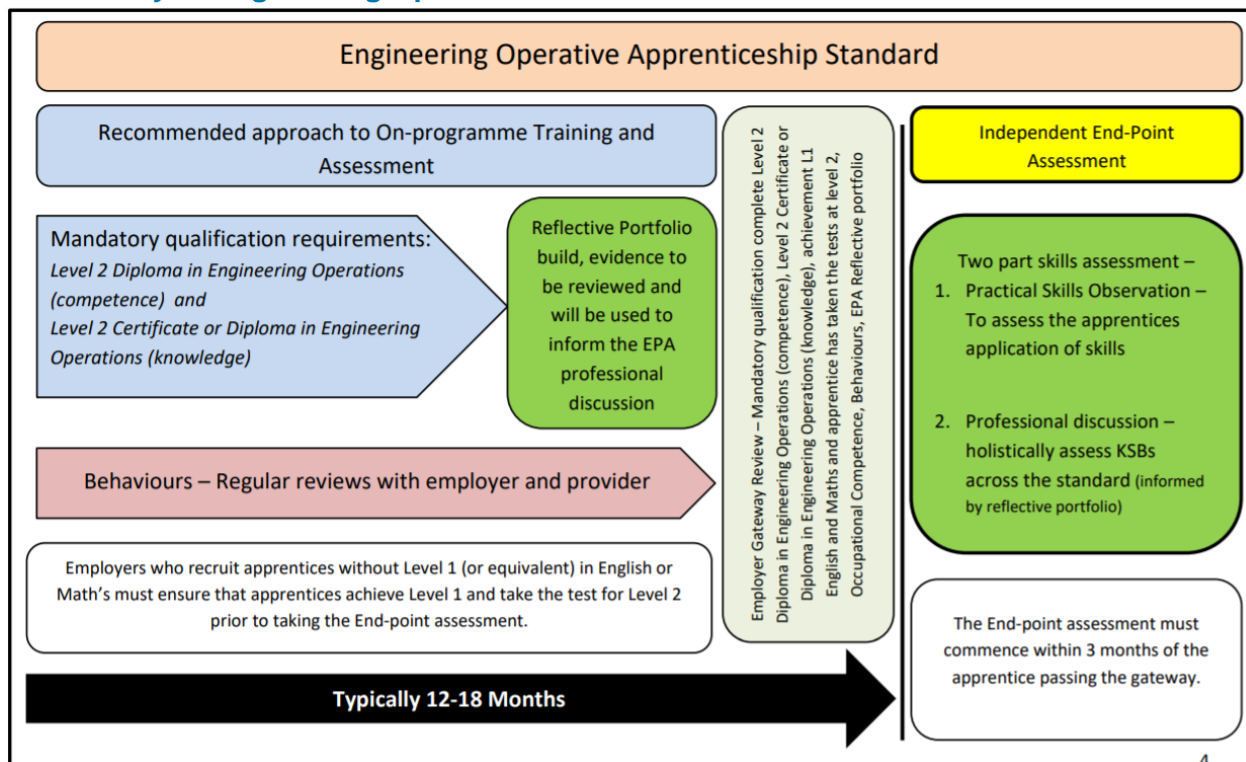 Engineering Operative Apprenticeship Standard
Recommended approach to On-programme Training and
Assessment
Mandatory qualification requirements:
Level 2 Diploma in Engineering Operations
(competence) and
Level 2 Certificate or Diploma in Engineering
Operations (knowledge)
Reflective Portfolio
build, evidence to
be reviewed and
will be used to
inform the EPA
professional
discussion
Behaviours – Regular reviews with employer and provider
Employers who recruit apprentices without Level 1 (or equivalent) in English or
Math's must ensure that apprentices achieve Level 1 and take the test for Level 2
prior to taking the End-point assessment.
Typically 12-18 Months
Employer Gateway Review – Mandatory qualification complete Level 2
Diploma in Engineering Operations (competence), Level 2 Certificate or
Diploma in Engineering Operations (knowledge), achievement L1
English and Maths and apprentice has taken the tests at level 2,
Occupational Competence, Behaviours, EPA Reflective portfolio
Independent End-Point
Assessment
Two part skills assessment –
1. Practical Skills Observation –
To assess the apprentices
application of skills
2. Professional discussion –
holistically assess KSBs
across the standard (informed
by reflective portfolio)
The End-point assessment must
commence within 3 months of the
apprentice passing the gateway.